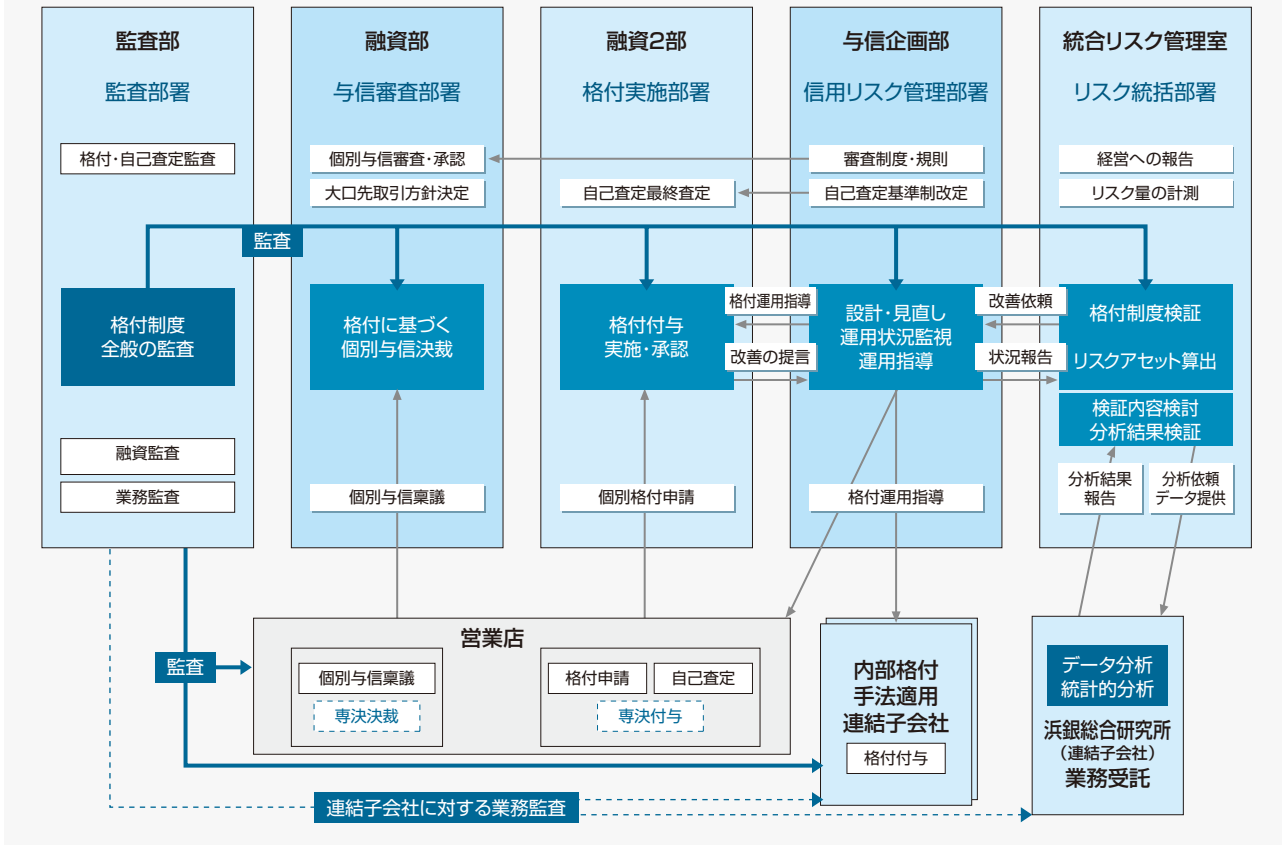 監査部
監査部署
格付・自己査定監査
格付制度
全般の監査
融資監査
業務監査
融資部
与信審査部署
個別与信審査・承認
大口先取引方針決定
監査
格付に基づく
個別与信決裁
個別与信稟議
融資2部
格付実施部署
自己査定最終査定
格付付与
実施・承認
個別格付申請
格付運用指導
改善の提言
与信企画部
信用リスク管理部署
審査制度・規則
自己査定基準制改定
設計・見直し
運用状況監視
運用指導
格付運用指導
改善依頼
状況報告
統合リスク管理室
リスク統括部署
経営への報告
リスク量の計測
格付制度検証
リスクアセット算出
検証内容検討
分析結果検証
分析結果
報告
分析依頼
データ提供
監査
営業店
個別与信稟議
専決決裁
格付申請
自己査定
専決付与
内部格付
手法適用
連結子会社
格付付与
データ分析
統計的分析
浜銀総合研究所
(連結子会社)
業務受託
連結子会社に対する業務監査